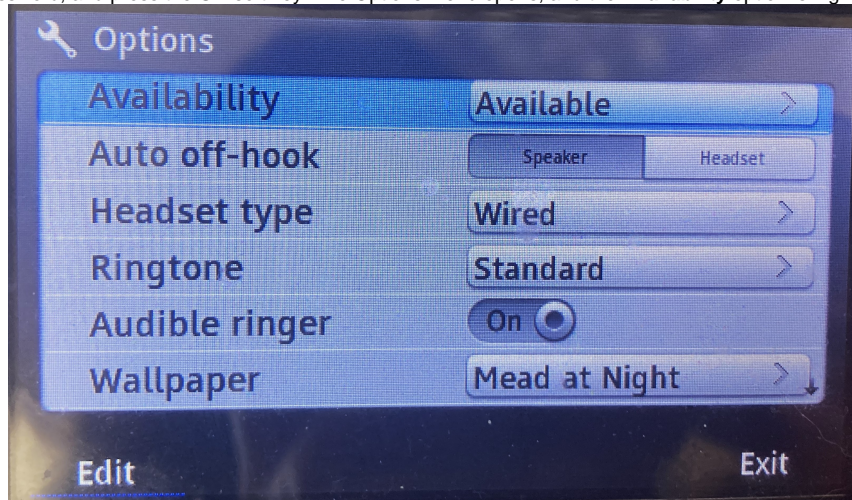 Options
Availability Available
Auto off-hook Speaker Headset
Headset type Wired
Ringtone Standard
Audible ringer On
Wallpaper Mead at Night
Edit Exit